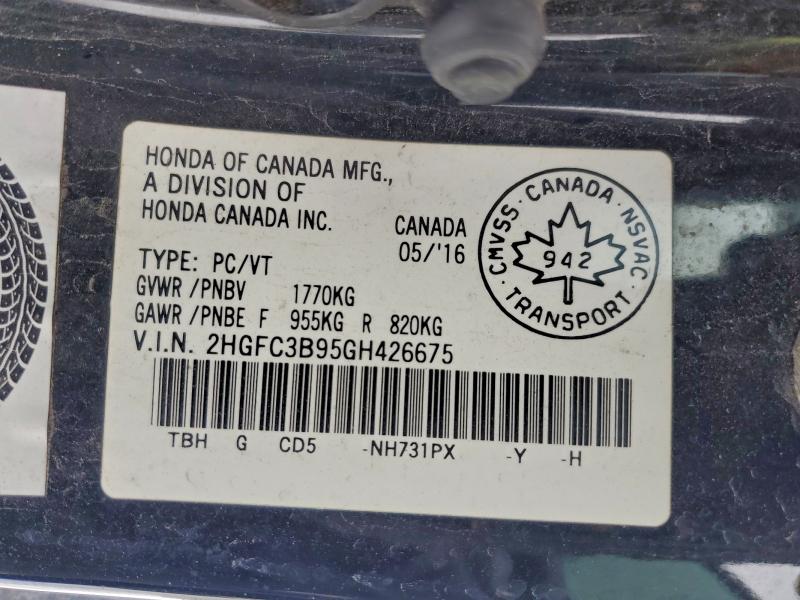 HONDA OF CANADA MFG.,
A DIVISION OF
HONDA CANADA INC.
CANADA
05/'16
TYPE: PC/VT
GVWR /PNBV 1770KG
GAWR /PNBE F 955KG R 820KG
V.I.N. 2HGFC3B95GH426675
TBH G CD5 -NH731PX -Y -H
CMVSS · CANADA · NSVAC
942
· TRANSPORT ·